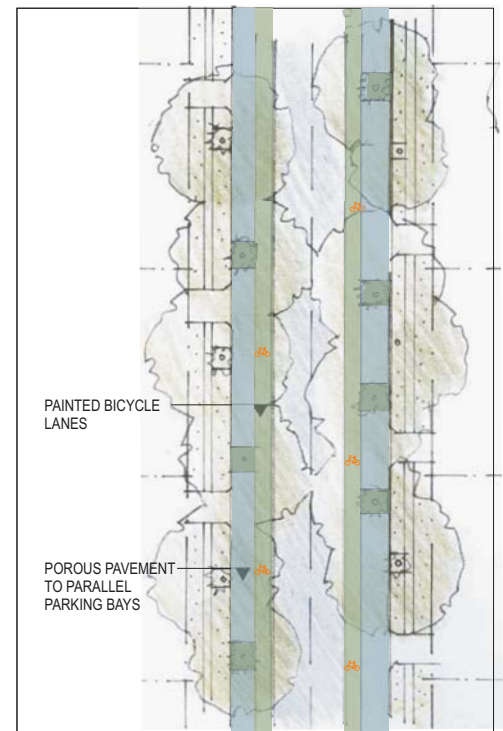 PAINTED BICYCLE
LANES
POROUS PAVEMENT
TO PARALLEL
PARKING BAYS